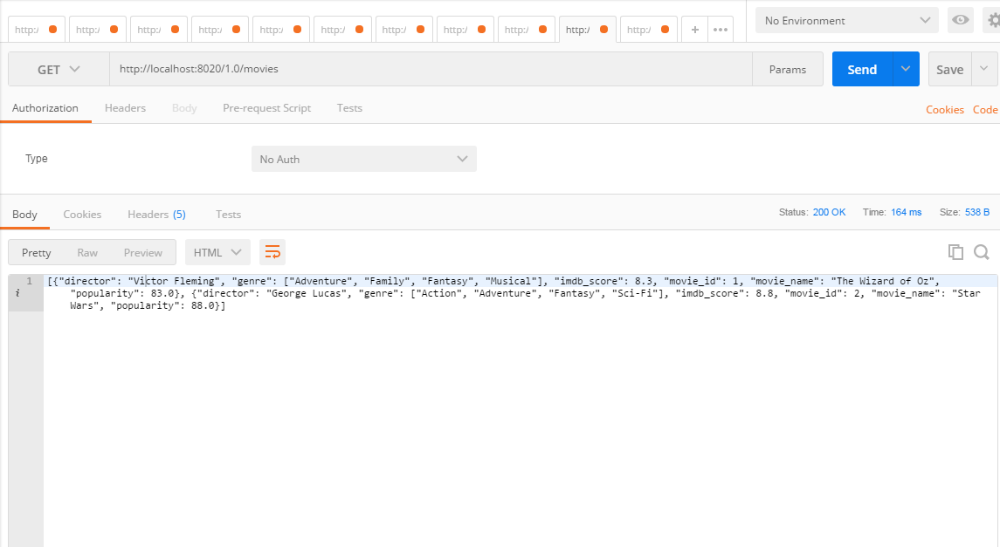 http:/ http:/ http:/ http:/ http:/ http:/ http:/ http:/ http:/ http:/ http:/ + ••• No Environment
GET http://localhost:8020/1.0/movies Params Send Save
Authorization Headers Body Pre-request Script Tests Cookies Code
Type No Auth
Body Cookies Headers (5) Tests Status: 200 OK Time: 164 ms Size: 538 B
Pretty Raw Preview HTML
1 [{"director": "Victor Fleming", "genre": ["Adventure", "Family", "Fantasy", "Musical"], "imdb_score": 8.3, "movie_id": 1, "movie_name": "The Wizard of Oz",
i "popularity": 83.0}, {"director": "George Lucas", "genre": ["Action", "Adventure", "Fantasy", "Sci-Fi"], "imdb_score": 8.8, "movie_id": 2, "movie_name": "Star
Wars", "popularity": 88.0}]